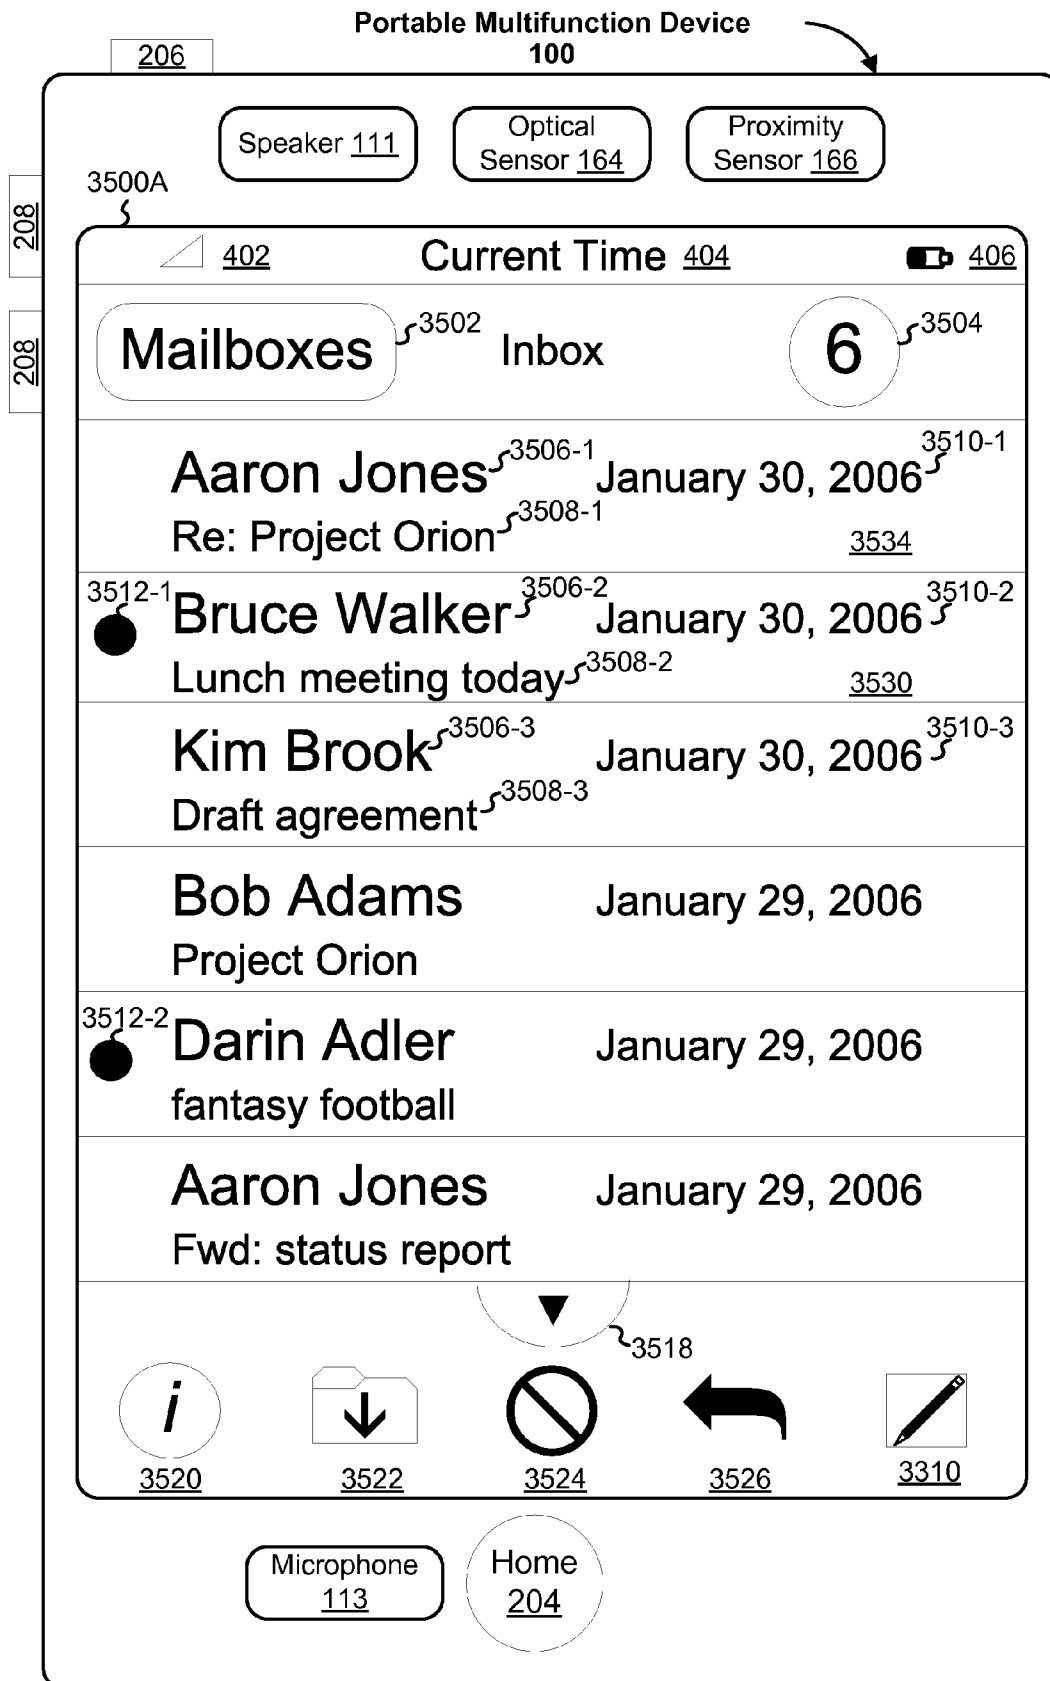 Portable Multifunction Device
100
206
Speaker 111
Optical
Sensor 164
Proximity
Sensor 166
3500A
208
208
402
Current Time 404
406
Mailboxes
3502
Inbox
6
3504
Aaron Jones
3506-1
January 30, 2006
3510-1
Re: Project Orion
3508-1
3534
3512-1
Bruce Walker
3506-2
January 30, 2006
3510-2
Lunch meeting today
3508-2
3530
Kim Brook
3506-3
January 30, 2006
3510-3
Draft agreement
3508-3
Bob Adams
January 29, 2006
Project Orion
3512-2
Darin Adler
January 29, 2006
fantasy football
Aaron Jones
January 29, 2006
Fwd: status report
3518
i
3520
3522
3524
3526
3310
Microphone
113
Home
204